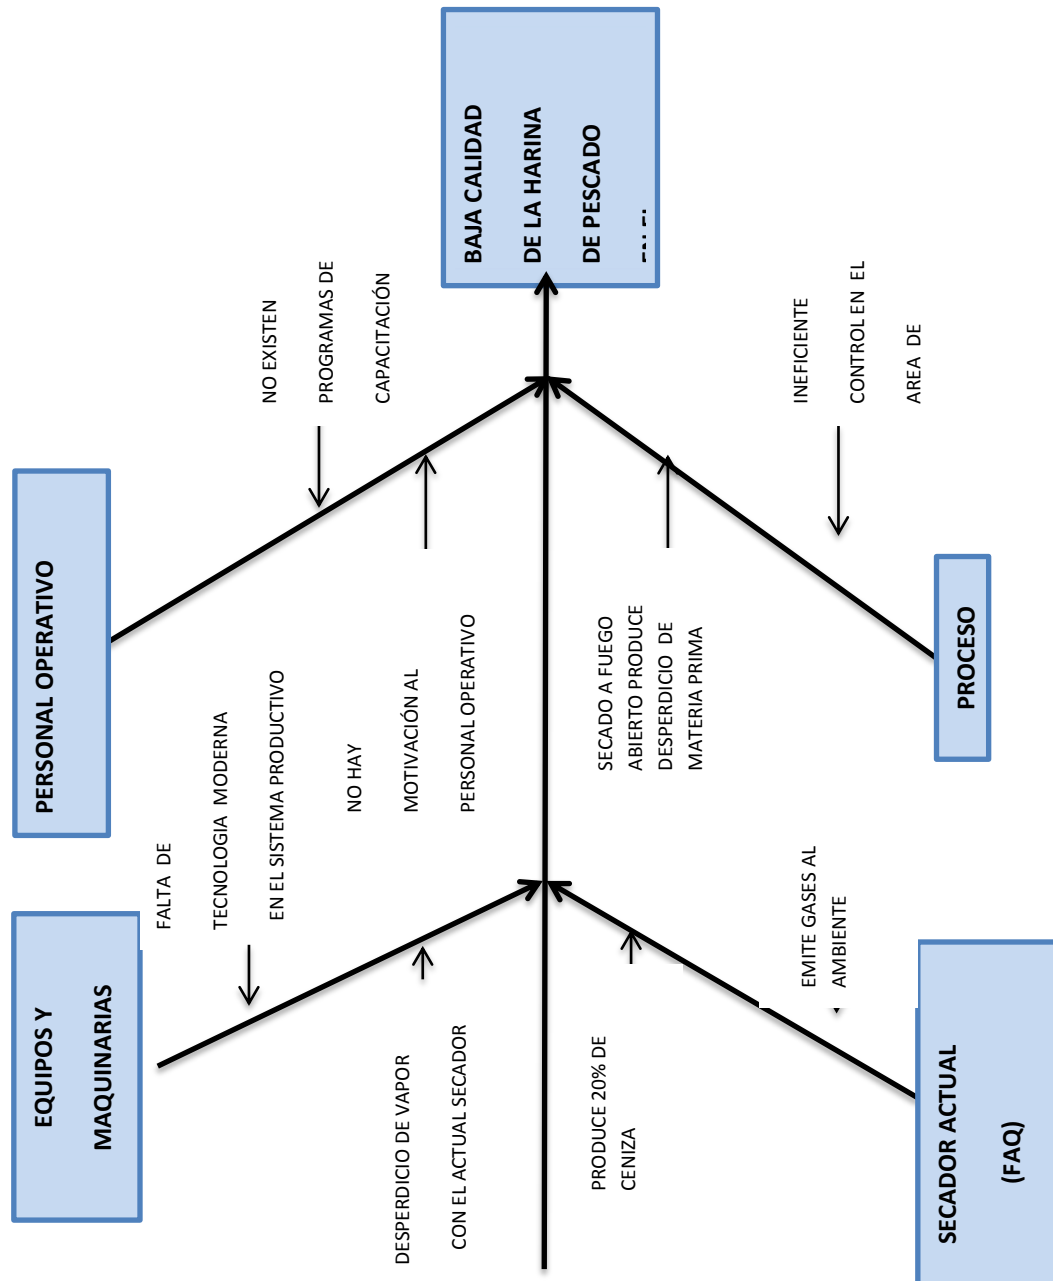 EQUIPOS Y
MAQUINARIAS
PERSONAL OPERATIVO
FALTA DE
TECNOLOGIA MODERNA
EN EL SISTEMA PRODUCTIVO
NO EXISTEN
PROGRAMAS DE
CAPACITACIÓN
DESPERDICIO DE VAPOR
CON EL ACTUAL SECADOR
NO HAY
MOTIVACIÓN AL
PERSONAL OPERATIVO
BAJA CALIDAD
DE LA HARINA
DE PESCADO
PRODUCE 20% DE
CENIZA
SECADO A FUEGO
ABIERTO PRODUCE
DESPERDICIO DE
MATERIA PRIMA
EMITE GASES AL
AMBIENTE
INEFICIENTE
CONTROL EN EL
AREA DE
SECADOR ACTUAL
(FAQ)
PROCESO